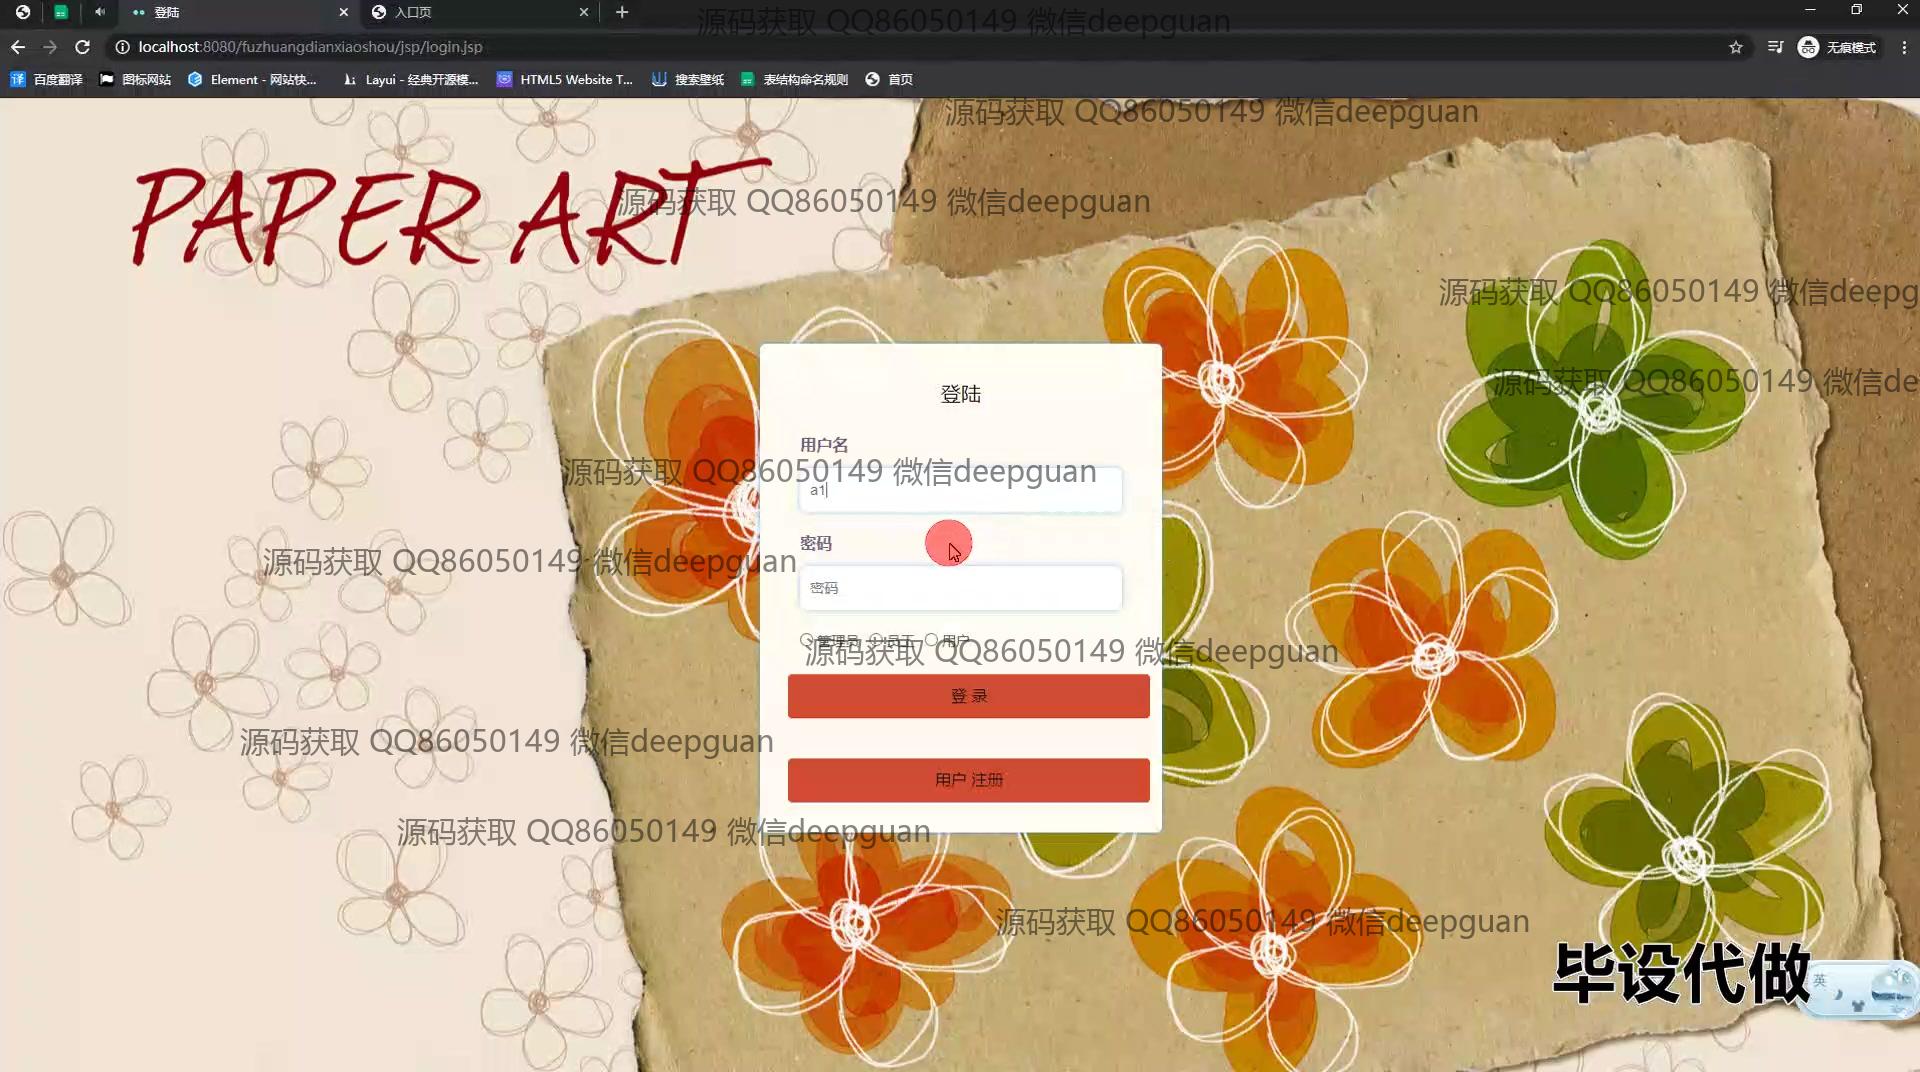 登陆
入口页
源码获取 QQ86050149 微信deepguan
localhost:8080/fuzhuangdianxiaoshou/jsp/login.jsp
无痕模式
百度翻译
图标网站
Element - 网站快...
Layui - 经典开源模...
HTML5 Website T...
搜索壁纸
表结构命名规则
首页
源码获取 QQ86050149 微信deepguan
PAPER ART
源码获取 QQ86050149 微信deepguan
源码获取 QQ86050149 微信deepg
源码获取 QQ86050149 微信de
登陆
用户名
源码获取 QQ86050149 微信deepguan
a1
密码
源码获取 QQ86050149 微信deepguan
密码
管理员 员工 用户
源码获取 QQ86050149 微信deepguan
登 录
源码获取 QQ86050149 微信deepguan
用户 注册
源码获取 QQ86050149 微信deepguan
源码获取 QQ86050149 微信deepguan
毕设代做
英